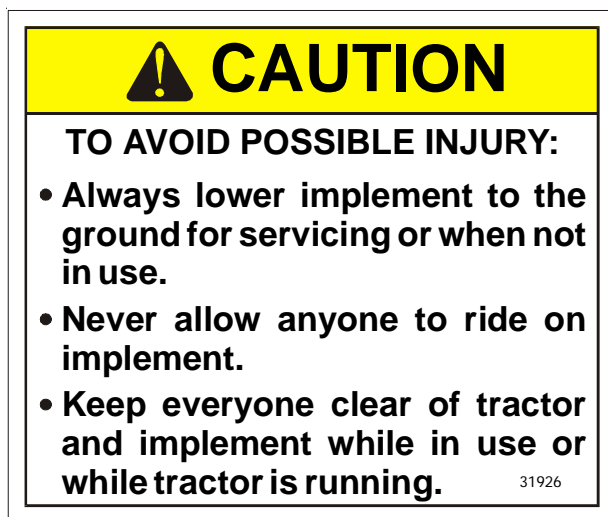 CAUTION
TO AVOID POSSIBLE INJURY:
• Always lower implement to the
ground for servicing or when not
in use.
• Never allow anyone to ride on
implement.
• Keep everyone clear of tractor
and implement while in use or
while tractor is running. 31926